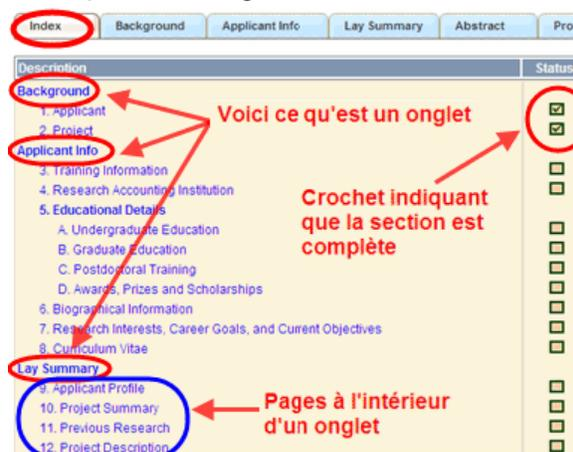 Index Background Applicant Info Lay Summary Abstract Pro
Description Status
Background
1. Applicant
2. Project
Voici ce qu'est un onglet
Applicant Info
3. Training Information
4. Research Accounting Institution
5. Educational Details
A. Undergraduate Education
B. Graduate Education
C. Postdoctoral Training
D. Awards, Prizes and Scholarships
Crochet indiquant
que la section est
complète
6. Biographical Information
7. Research Interests, Career Goals, and Current Objectives
8. Curriculum Vitae
Lay Summary
9. Applicant Profile
10. Project Summary
11. Previous Research
12. Project Description
Pages à l'intérieur
d'un onglet